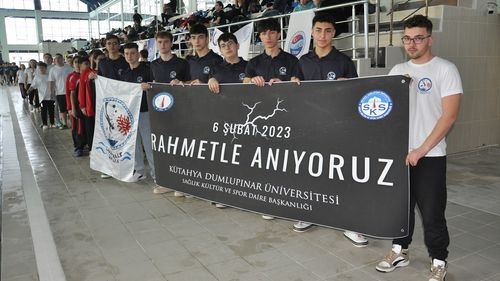 6 ŞUBAT 2023
RAHMETLE ANIYORUZ
KÜTAHYA DUMLUPINAR ÜNİVERSİTESİ
SAĞLIK KÜLTÜR VE SPOR DAİRE BAŞKANLIĞI
SKS